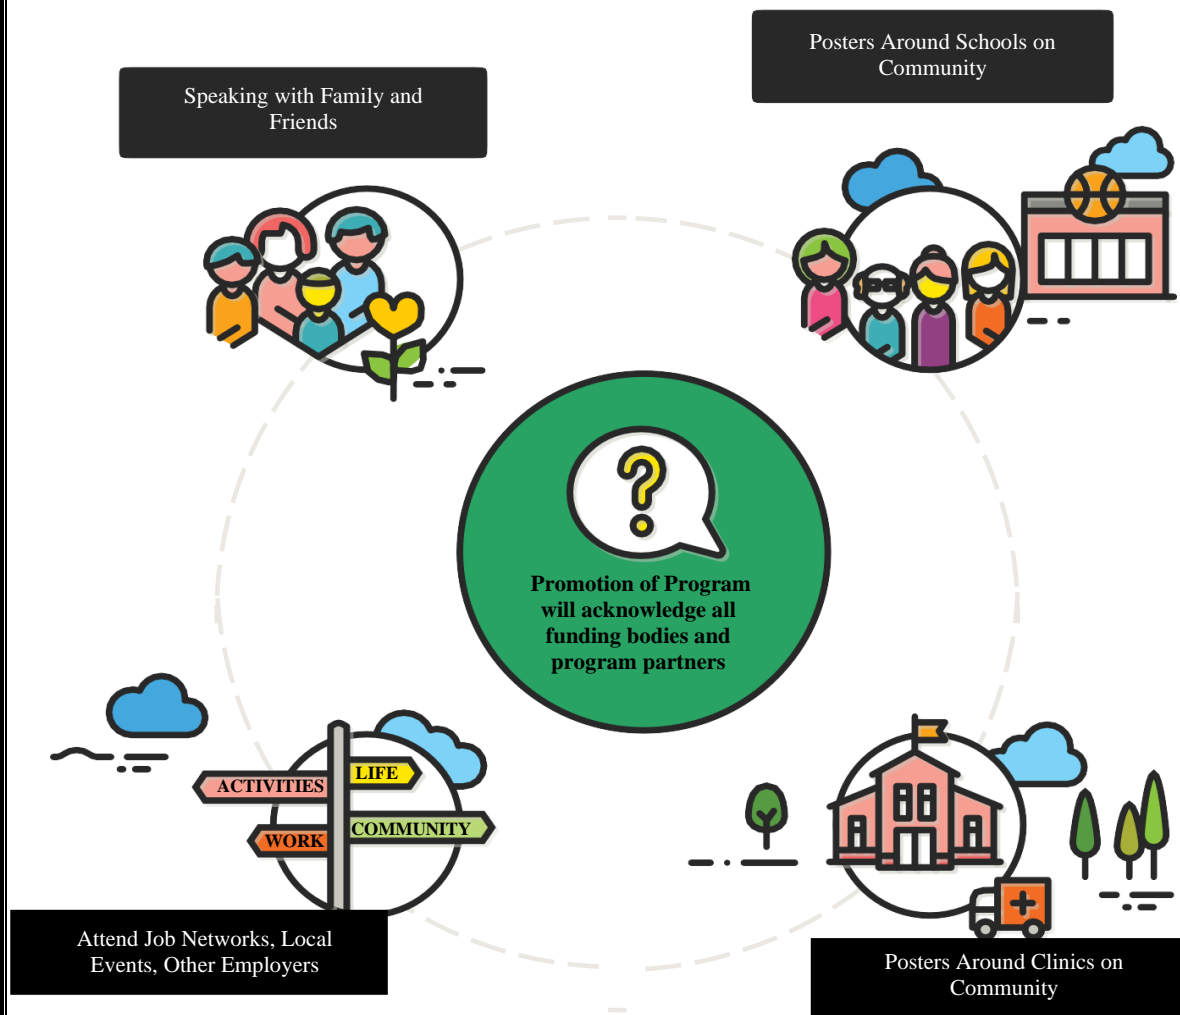 Posters Around Schools on
Community
Speaking with Family and
Friends
?
Promotion of Program
will acknowledge all
funding bodies and
program partners
LIFE
ACTIVITIES
COMMUNITY
WORK
Attend Job Networks, Local
Events, Other Employers
Posters Around Clinics on
Community